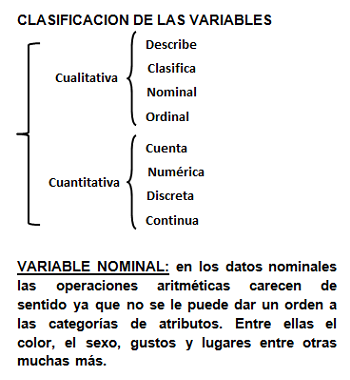 CLASIFICACION DE LAS VARIABLES
Cualitativa
Describe
Clasifica
Nominal
Ordinal
Cuantitativa
Cuenta
Numérica
Discreta
Continua
VARIABLE NOMINAL: en los datos nominales
las operaciones aritméticas carecen de
sentido ya que no se le puede dar un orden a
las categorías de atributos. Entre ellas el
color, el sexo, gustos y lugares entre otras
muchas más.